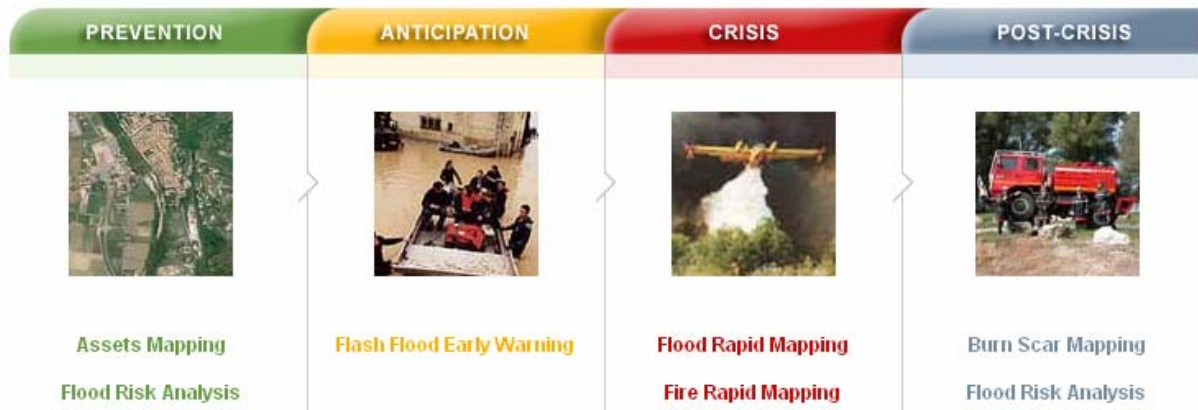 PREVENTION
ANTICIPATION
CRISIS
POST-CRISIS
Assets Mapping
Flood Risk Analysis
Flash Flood Early Warning
Flood Rapid Mapping
Fire Rapid Mapping
Burn Scar Mapping
Flood Risk Analysis